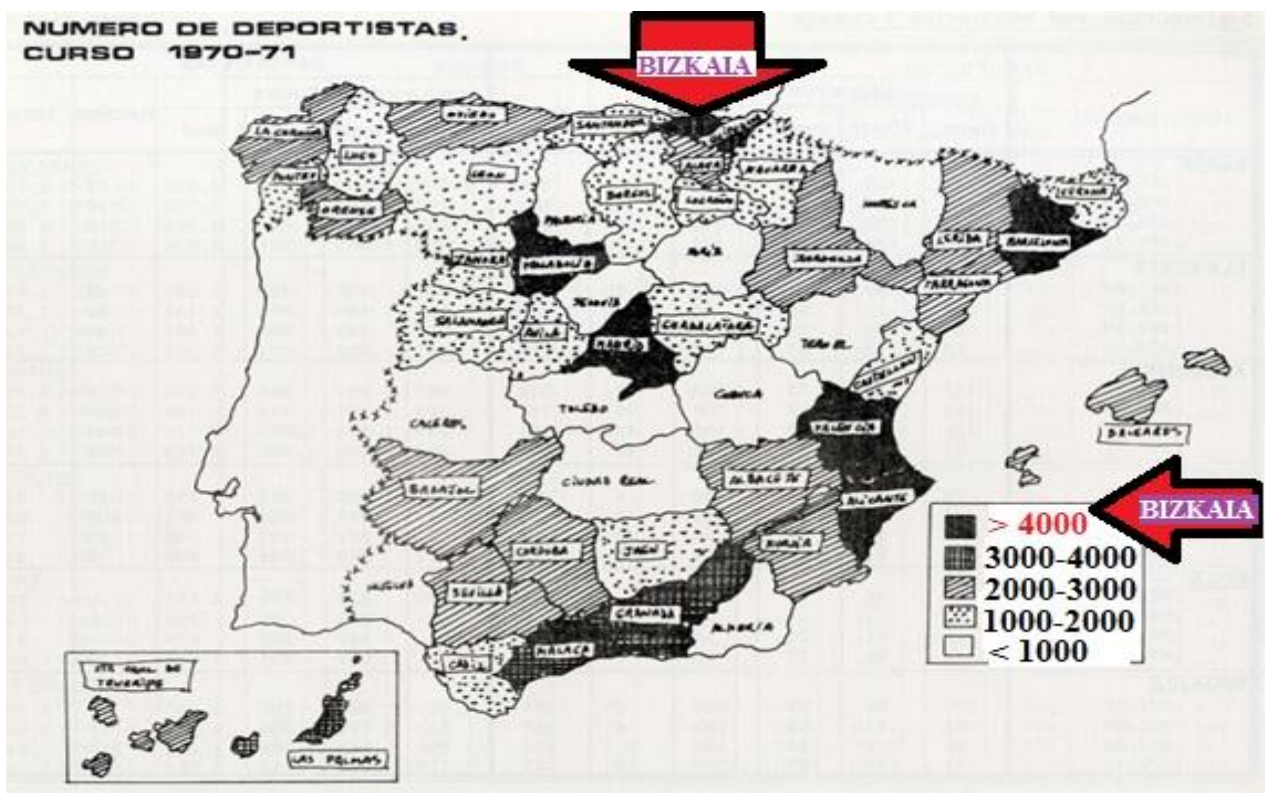 NUMERO DE DEPORTISTAS.
CURSO 1970-71
BIZKAIA
OVIEDO
SANTANDER
LA CORUÑA
LUGO
ALAVA
NAVARRA
LEON
BURGOS
LOGROÑO
GERONA
HUESCA
ORENSE
PALENCIA
LERIDA
BARCELONA
ZAMORA
VALLADOLID
SORIA
ZARAGOZA
TARRAGONA
SEGOVIA
SALAMANCA
AVILA
MADRID
GUADALAJARA
TERUEL
CASTELLON
CUENCA
TOLEDO
CACERES
VALENCIA
BALEARES
BADAJOZ
CIUDAD REAL
ALBACETE
ALICANTE
BIZKAIA
> 4000
CORDOBA
JAEN
MURCIA
3000-4000
HUELVA
SEVILLA
2000-3000
GRANADA
1000-2000
ALMERIA
MALAGA
< 1000
CADIZ
TENERIFE
LAS PALMAS